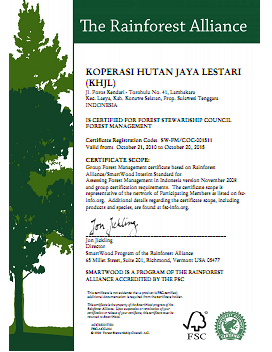 The Rainforest Alliance
KOPERASI HUTAN JAYA LESTARI
(KHJL)
Jl. Poros Kendari - Torobulu No. 41, Lambakara
Kec. Laeya, Kab. Konawe Selatan, Prop. Sulawesi Tenggara
INDONESIA
IS CERTIFIED FOR FOREST STEWARDSHIP COUNCIL
FOREST MANAGEMENT
Certificate Registration Code: SW-FM/COC-001511
Valid from: October 21, 2010 to October 20, 2015
CERTIFICATE SCOPE:
Group Forest Management certificate based on Rainforest
Alliance/SmartWood Interim Standard for
Assessing Forest Management in Indonesia version November 2009
and group certification requirements. The certificate scope is
representative of the network of Participating Members is listed on fsc-
info.org. Additional details regarding the certificate scope, including
products and species, are found at fsc-info.org.
Jon Jickling
Jon Jickling
Director
SmartWood Program of the Rainforest Alliance
65 Millet Street, Suite 201, Richmond, Vermont USA 05477
SMARTWOOD IS A PROGRAM OF THE RAINFOREST
ALLIANCE ACCREDITED BY THE FSC
FSC